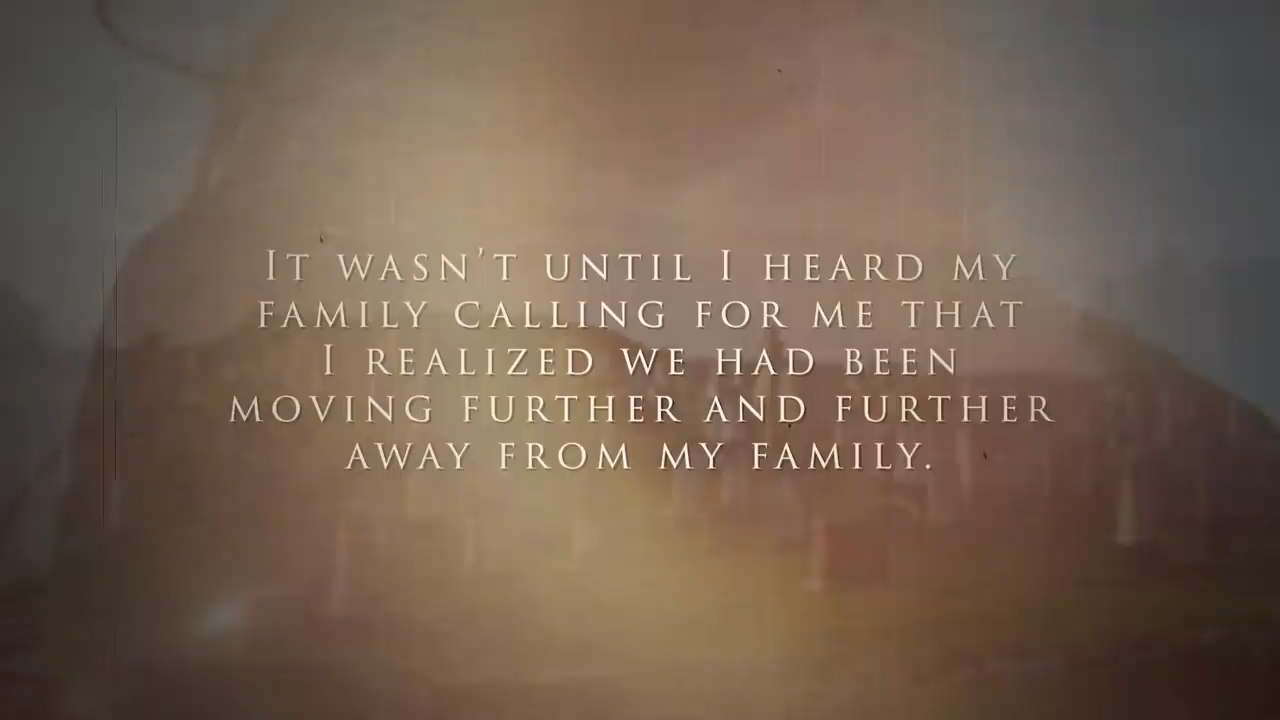 It wasn't until I heard my
family calling for me that
I realized we had been
moving further and further
away from my family.